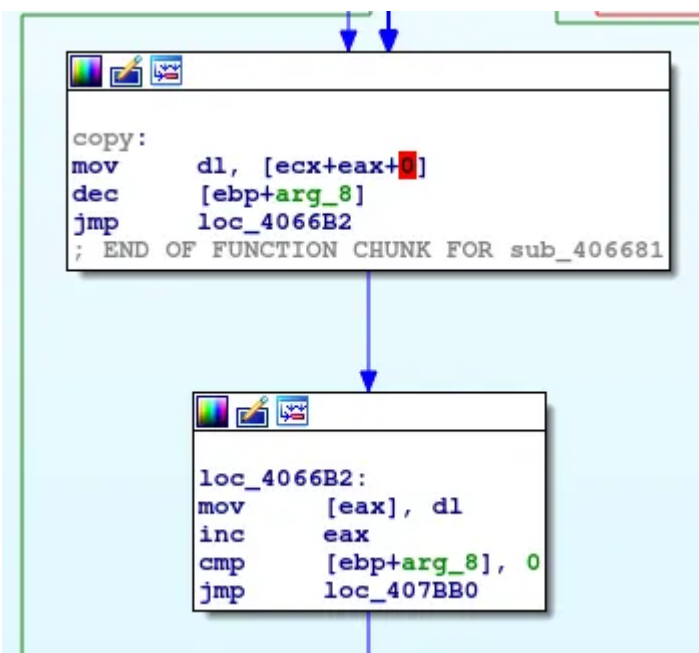 copy:
mov dl, [ecx+eax+0]
dec [ebp+arg_8]
jmp loc_4066B2
; END OF FUNCTION CHUNK FOR sub_406681
loc_4066B2:
mov [eax], dl
inc eax
cmp [ebp+arg_8], 0
jmp loc_407BB0